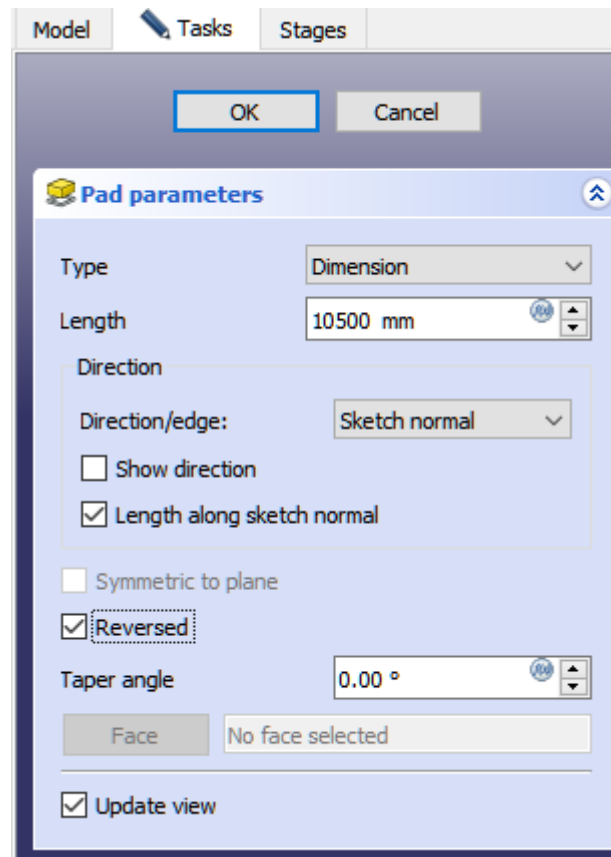 Model Tasks Stages
OK Cancel
Pad parameters
Type Dimension
Length 10500 mm
Direction
Direction/edge: Sketch normal
Show direction
Length along sketch normal
Symmetric to plane
Reversed
Taper angle 0.00 °
Face No face selected
Update view